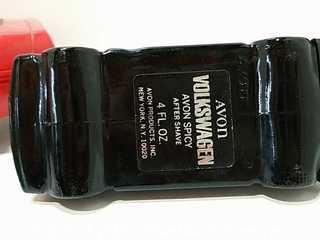 AVON
VOLKSWAGEN
AVON SPICY
AFTER SHAVE
4 FL. OZ.
AVON PRODUCTS, INC.
NEW YORK, N.Y. 10020